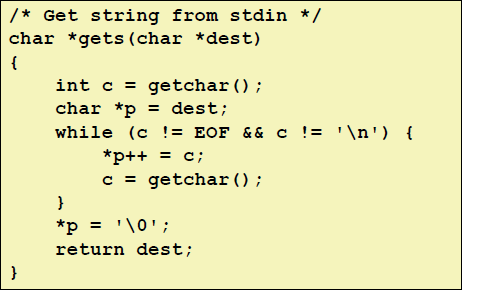 /* Get string from stdin */
char *gets(char *dest)
{
    int c = getchar();
    char *p = dest;
    while (c != EOF && c != '\n') {
        *p++ = c;
        c = getchar();
    }
    *p = '\0';
    return dest;
}